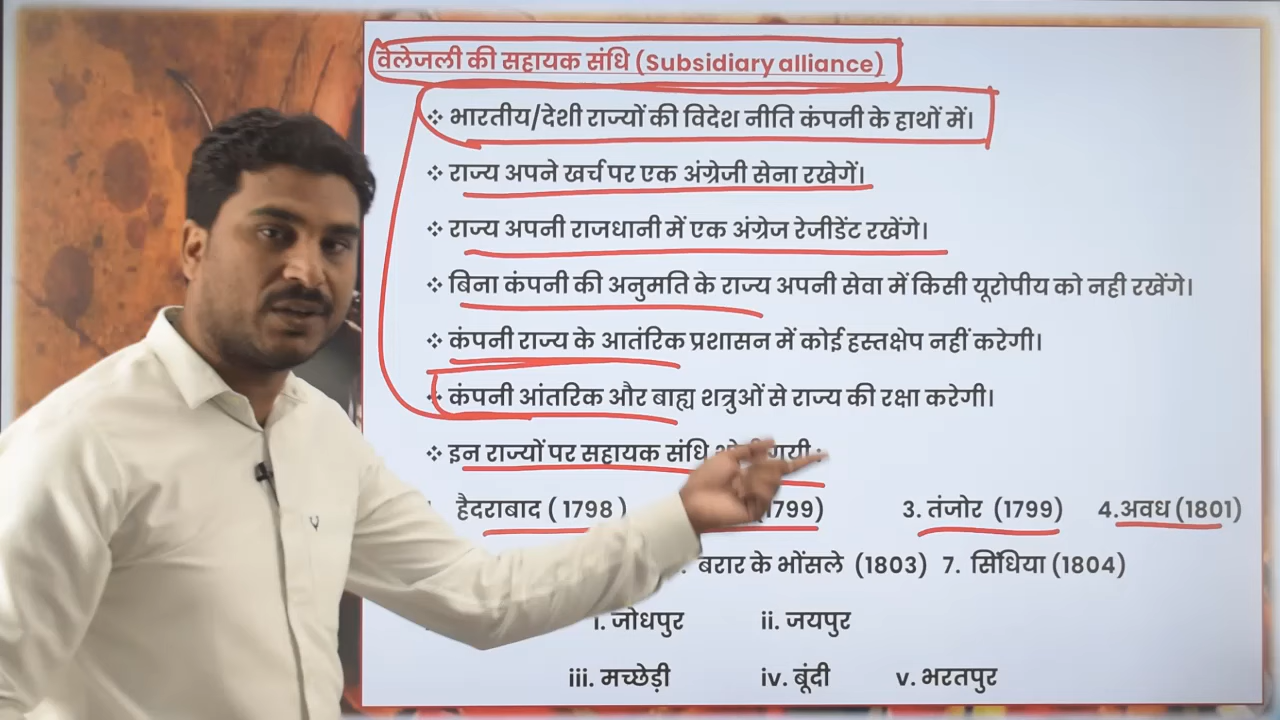 वेलेजली की सहायक संधि (Subsidiary alliance)
❖ भारतीय/देशी राज्यों की विदेश नीति कंपनी के हाथों में।
❖ राज्य अपने खर्च पर एक अंग्रेजी सेना रखेगें।
❖ राज्य अपनी राजधानी में एक अंग्रेज रेजीडेंट रखेंगे।
❖ बिना कंपनी की अनुमति के राज्य अपनी सेवा में किसी यूरोपीय को नही रखेंगे।
❖ कंपनी राज्य के आतंरिक प्रशासन में कोई हस्तक्षेप नहीं करेगी।
❖ कंपनी आंतरिक और बाह्य शत्रुओं से राज्य की रक्षा करेगी।
❖ इन राज्यों पर सहायक संधि गयी :
हैदराबाद ( 1798 ) (1799) 3. तंजोर (1799) 4.अवध (1801)
बरार के भोंसले (1803) 7. सिंधिया (1804)
i. जोधपुर ii. जयपुर
iii. मच्छेड़ी iv. बूंदी v. भरतपुर